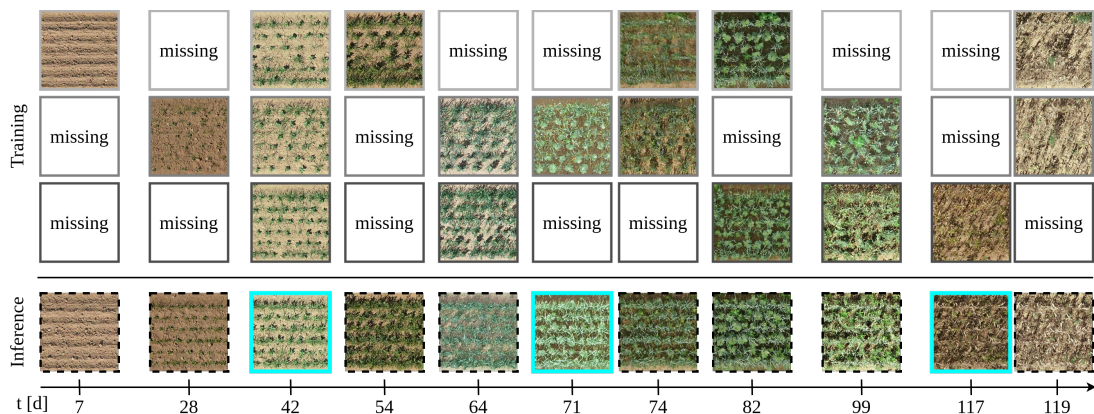 missing missing missing missing missing
Training
missing missing missing missing
missing missing missing missing missing missing
Inference
t [d] 7 28 42 54 64 71 74 82 99 117 119